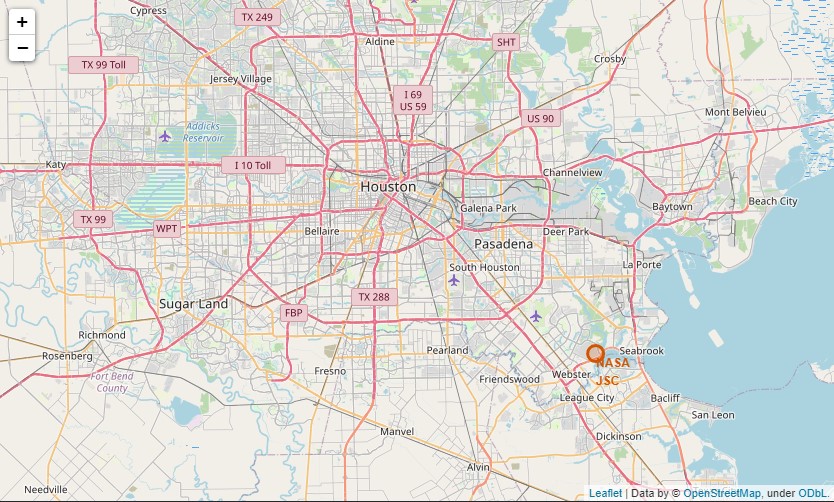 +
−
Cypress
TX 249
Aldine
SHT
Crosby
TX 99 Toll
Jersey Village
I 69
US 59
US 90
Mont Belvieu
Addicks
Reservoir
Katy
I 10 Toll
Channelview
Houston
Galena Park
Baytown
Beach City
TX 99
WPT
Bellaire
Deer Park
Pasadena
La Porte
South Houston
Sugar Land
TX 288
FBP
Richmond
Rosenberg
Pearland
Seabrook
NASA
JSC
Fresno
Fort Bend
County
Friendswood
Webster
League City
Bacliff
San Leon
Manvel
Dickinson
Alvin
Needville
Leaflet | Data by © OpenStreetMap, under ODbL.